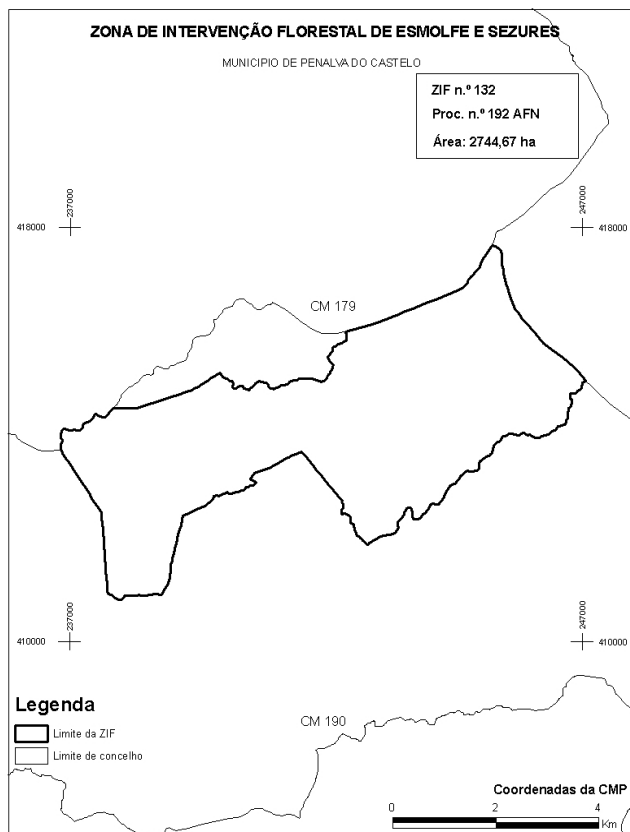 ZONA DE INTERVENÇÃO FLORESTAL DE ESMOLFE E SEZURES
MUNICIPIO DE PENALVA DO CASTELO
ZIF n.º 132
Proc. n.º 192 AFN
Área: 2744,67 ha
237000
247000
418000
418000
CM 179
237000
247000
410000
410000
Legenda
Limite da ZIF
Limite de concelho
CM 190
Coordenadas da CMP
0 2 4
Km